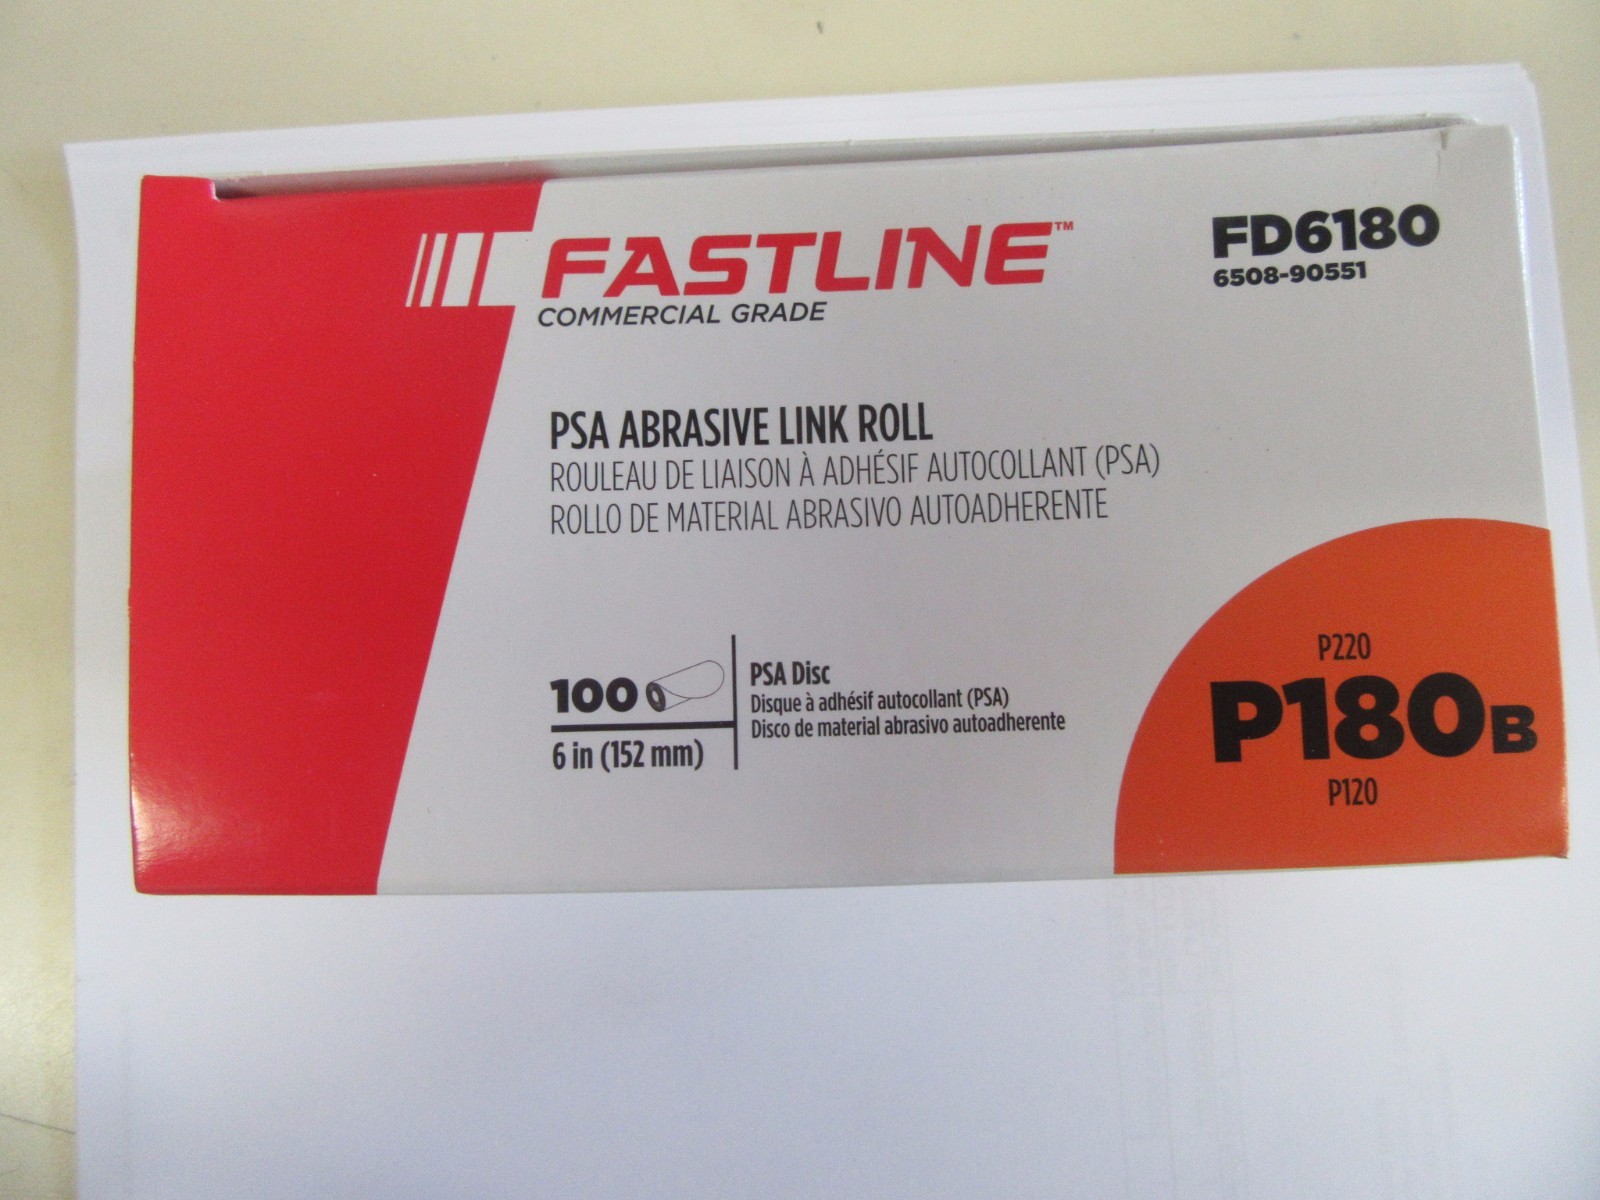 FASTLINE™
COMMERCIAL GRADE
FD6180
6508-90551
PSA ABRASIVE LINK ROLL
ROULEAU DE LIAISON À ADHÉSIF AUTOCOLLANT (PSA)
ROLLO DE MATERIAL ABRASIVO AUTOADHERENTE
100
6 in (152 mm)
PSA Disc
Disque à adhésif autocollant (PSA)
Disco de material abrasivo autoadherente
P220
P180B
P120